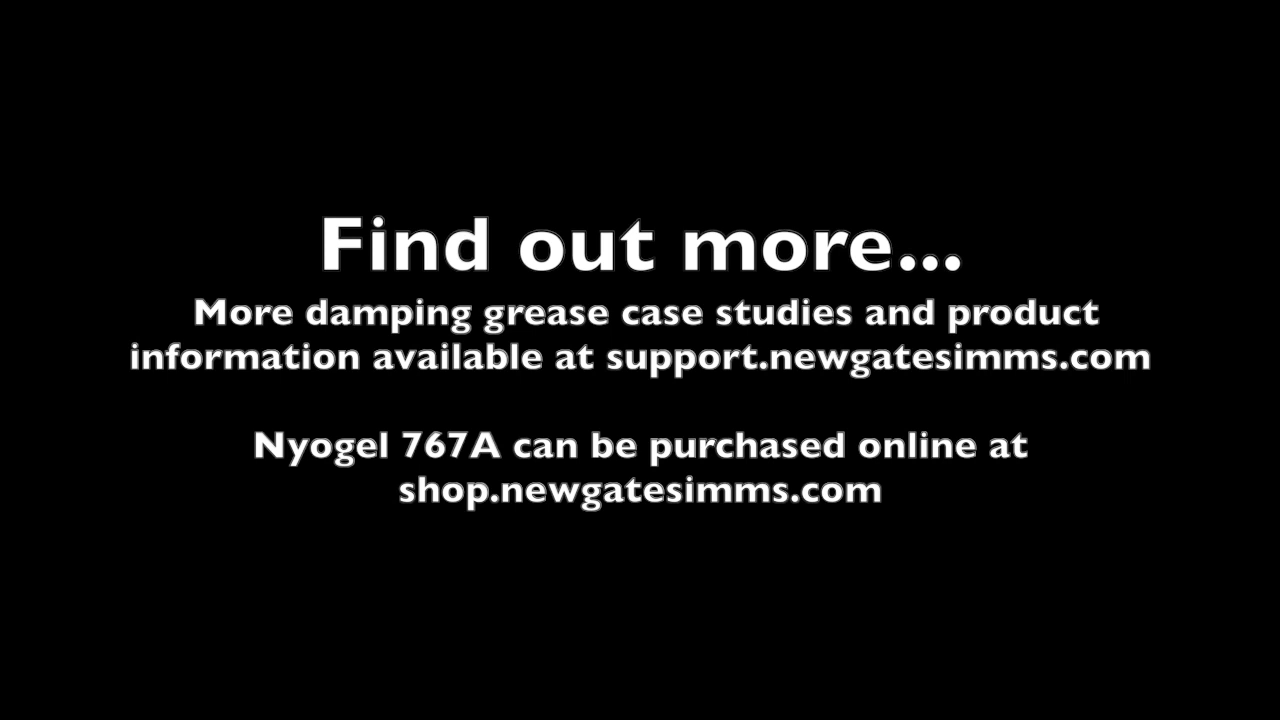 Find out more...
More damping grease case studies and product
information available at support.newgatesimms.com
Nyogel 767A can be purchased online at
shop.newgatesimms.com